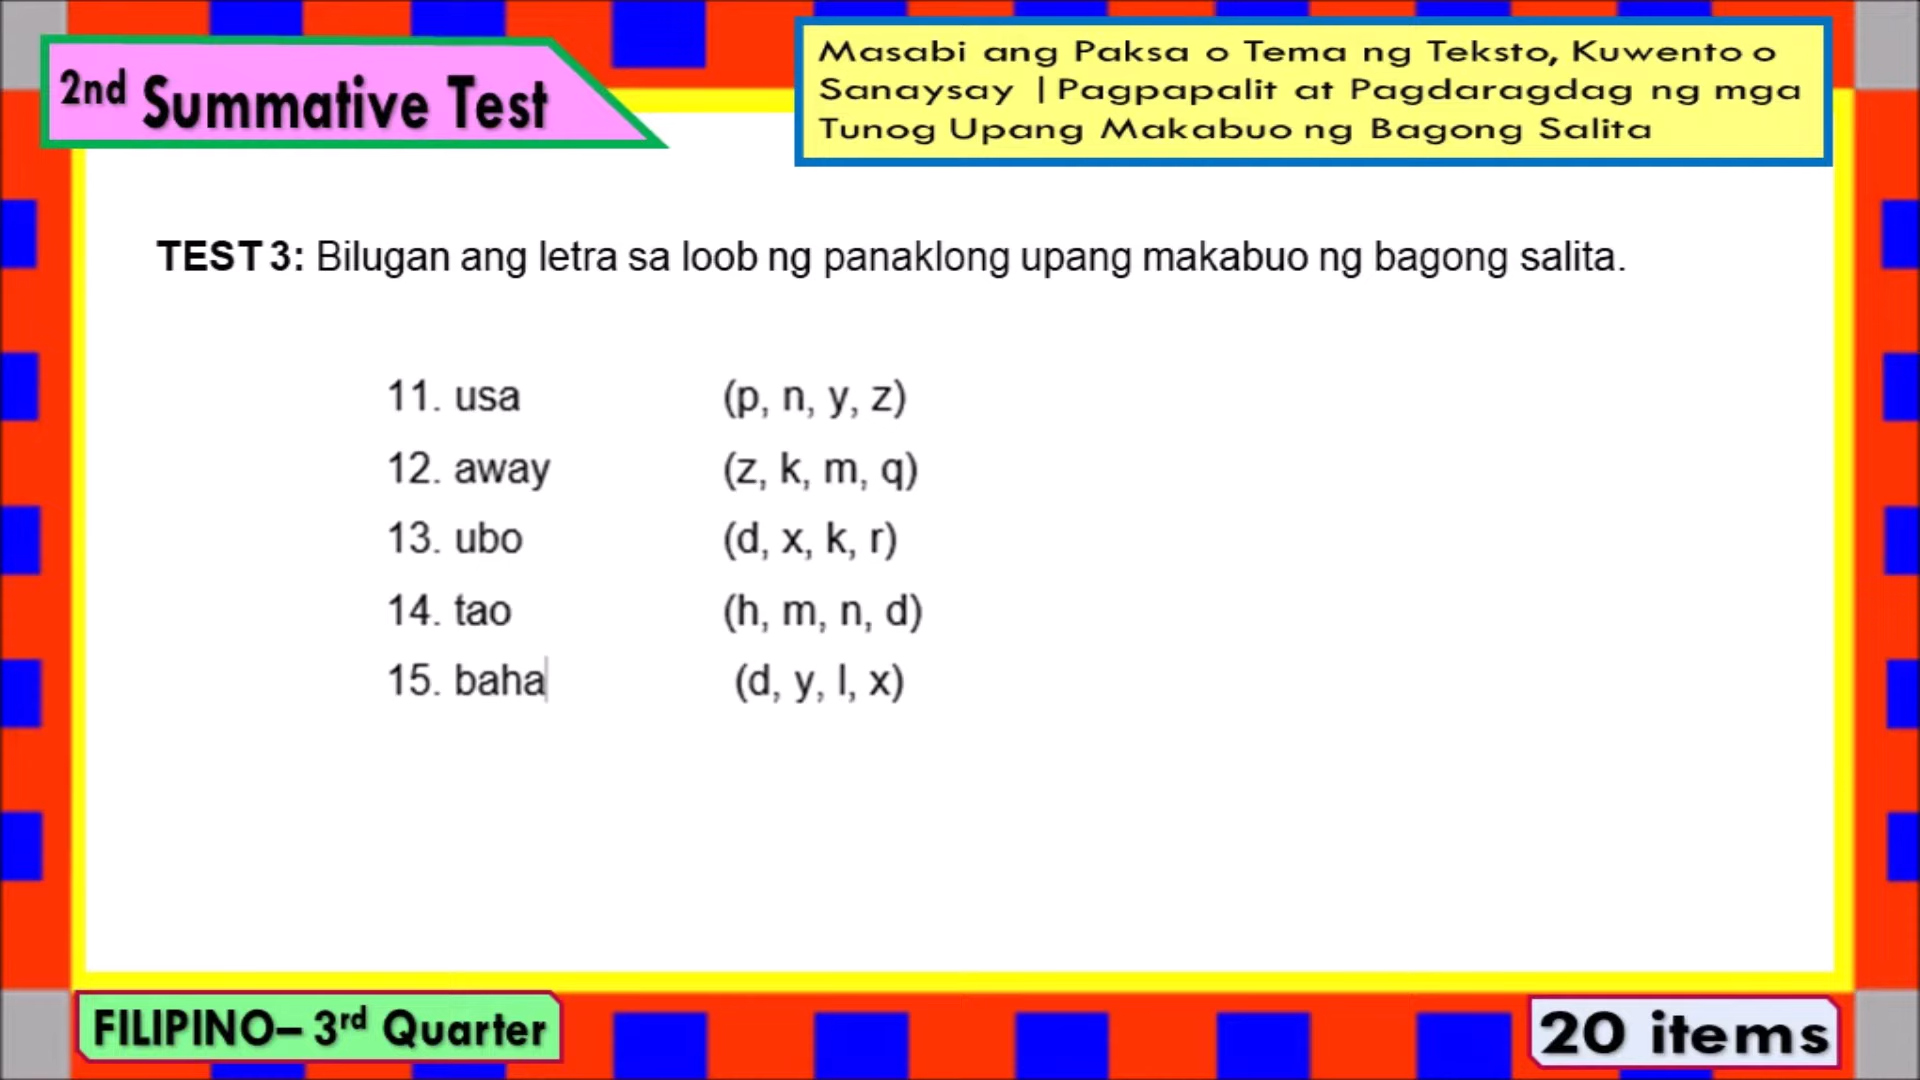 2nd Summative Test
Masabi ang Paksa o Tema ng Teksto, Kuwento o
Sanaysay | Pagpapalit at Pagdaragdag ng mga
Tunog Upang Makabuo ng Bagong Salita
TEST 3: Bilugan ang letra sa loob ng panaklong upang makabuo ng bagong salita.
11. usa (p, n, y, z)
12. away (z, k, m, q)
13. ubo (d, x, k, r)
14. tao (h, m, n, d)
15. baha (d, y, l, x)
FILIPINO– 3rd Quarter
20 items